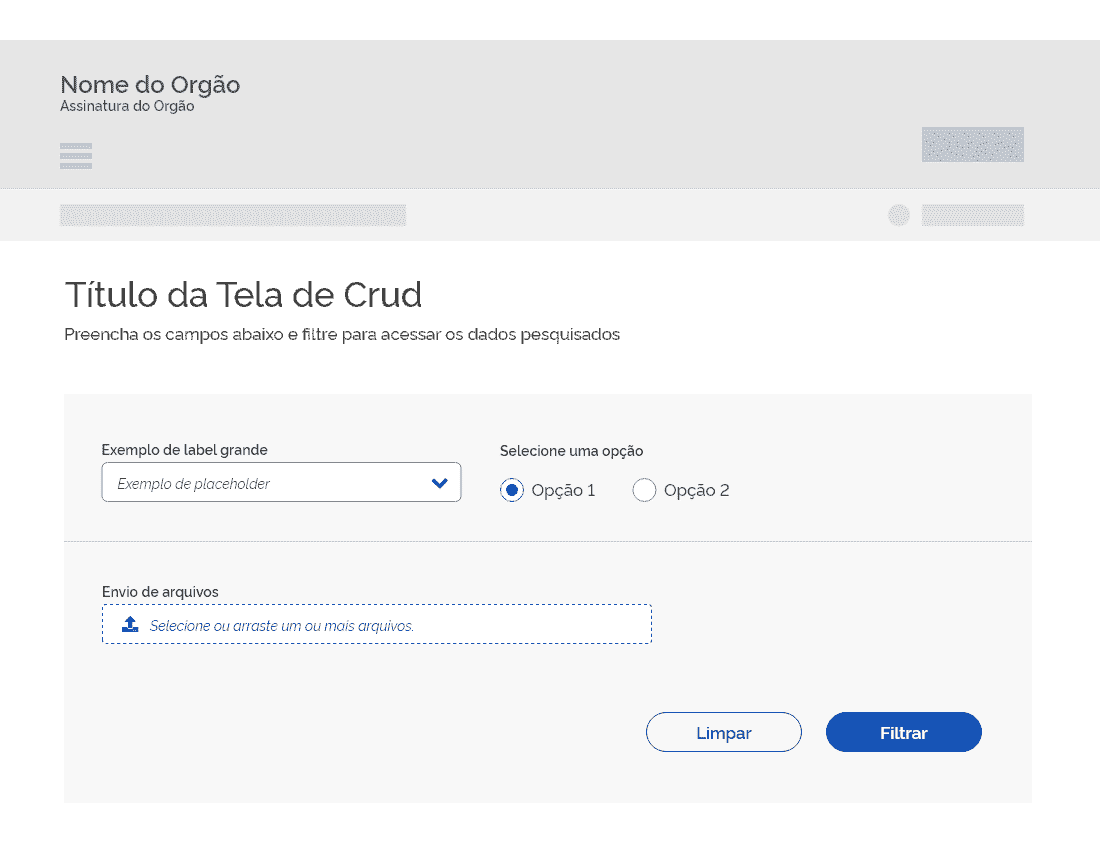 Nome do Orgão
Assinatura do Orgão
Título da Tela de Crud
Preencha os campos abaixo e filtre para acessar os dados pesquisados
Exemplo de label grande
Selecione uma opção
Exemplo de placeholder
Opção 1
Opção 2
Envio de arquivos
Selecione ou arraste um ou mais arquivos.
Limpar
Filtrar